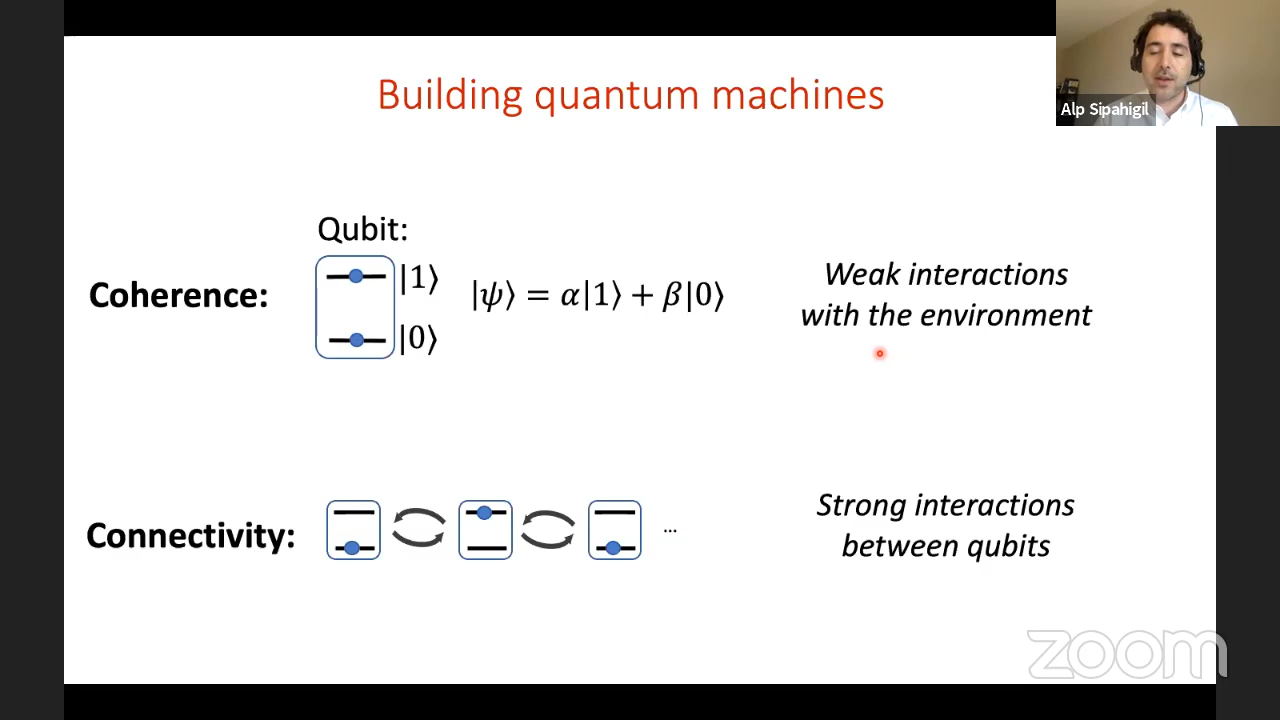 Building quantum machines
Alp Sipahigil
Qubit:
Coherence:
|1⟩
|0⟩
|ψ⟩ = α|1⟩ + β|0⟩
Weak interactions
with the environment
Connectivity:
...
Strong interactions
between qubits
zoom